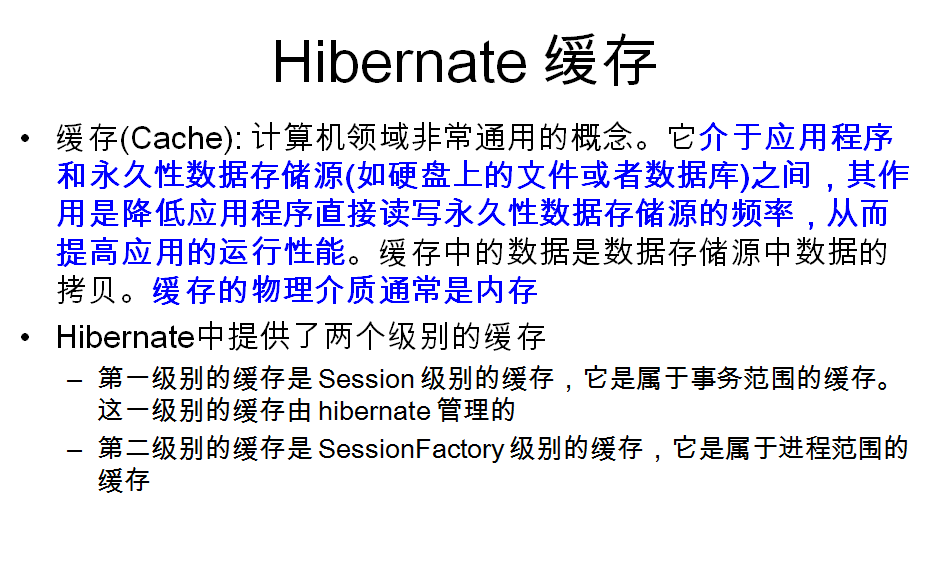 Hibernate 缓存
• 缓存(Cache): 计算机领域非常通用的概念。它介于应用程序
和永久性数据存储源(如硬盘上的文件或者数据库)之间，其作
用是降低应用程序直接读写永久性数据存储源的频率，从而
提高应用的运行性能。缓存中的数据是数据存储源中数据的
拷贝。缓存的物理介质通常是内存
• Hibernate中提供了两个级别的缓存
– 第一级别的缓存是 Session 级别的缓存，它是属于事务范围的缓存。
这一级别的缓存由 hibernate 管理的
– 第二级别的缓存是 SessionFactory 级别的缓存，它是属于进程范围的
缓存